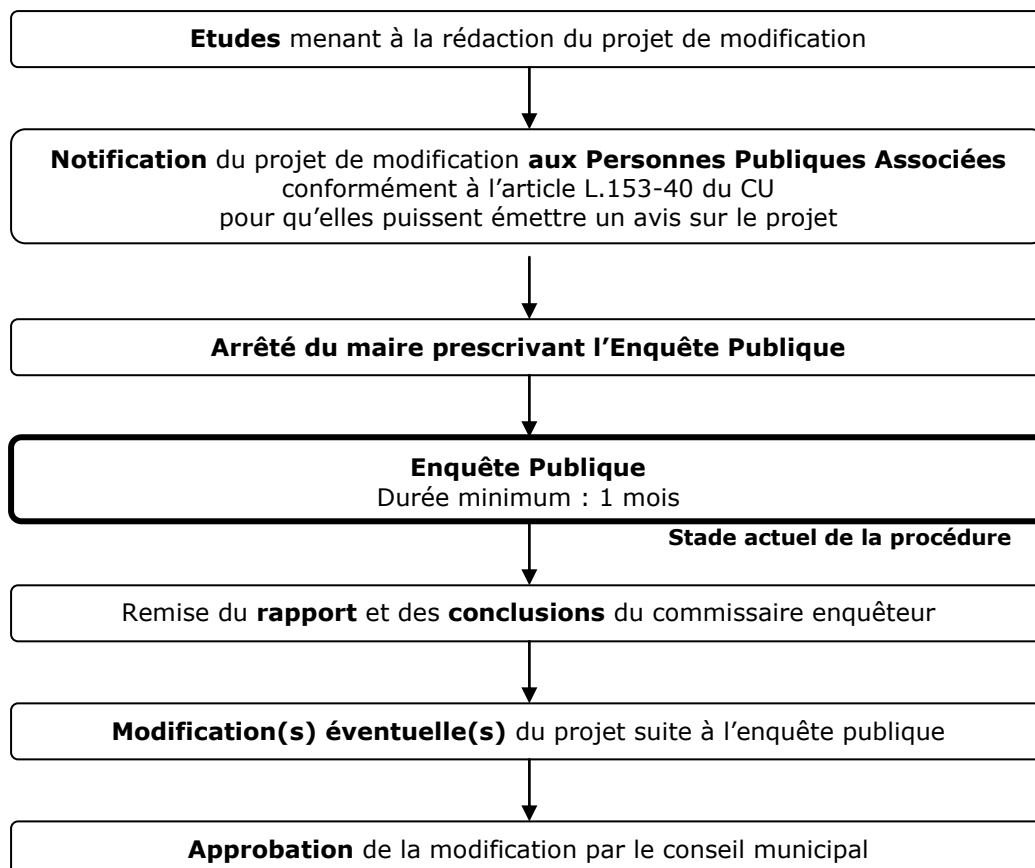 Etudes menant à la rédaction du projet de modification
Notification du projet de modification aux Personnes Publiques Associées
conformément à l’article L.153-40 du CU
pour qu’elles puissent émettre un avis sur le projet
Arrêté du maire prescrivant l’Enquête Publique
Enquête Publique
Durée minimum : 1 mois
Stade actuel de la procédure
Remise du rapport et des conclusions du commissaire enquêteur
Modification(s) éventuelle(s) du projet suite à l’enquête publique
Approbation de la modification par le conseil municipal